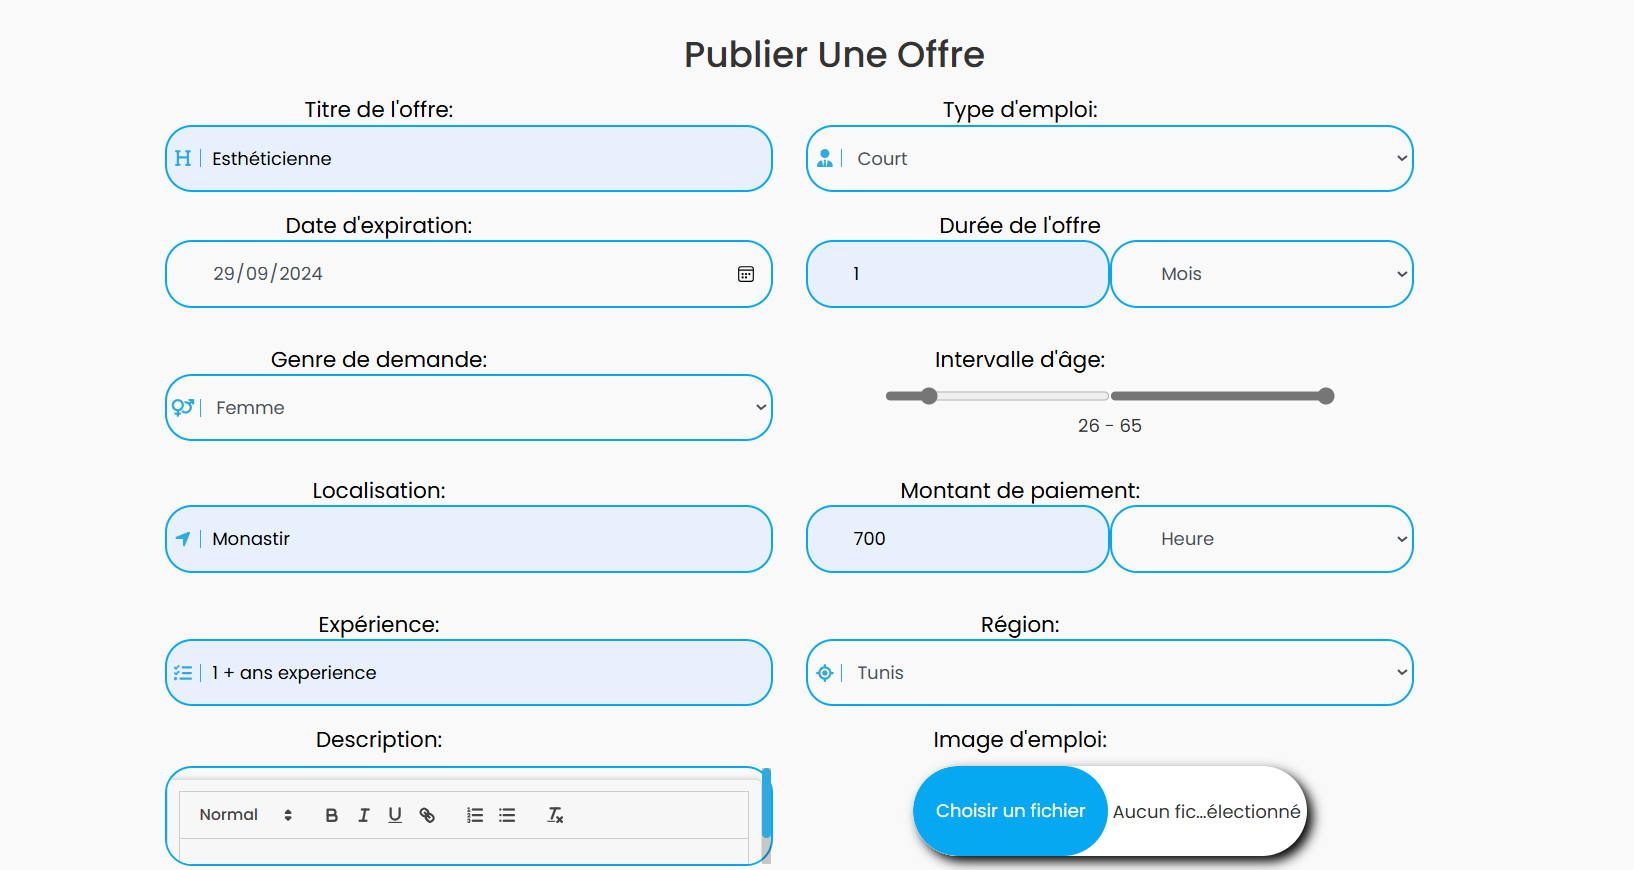 Publier Une Offre
Titre de l'offre:
Type d'emploi:
Esthéticienne
Court
Date d'expiration:
Durée de l'offre
29/09/2024
1
Mois
Genre de demande:
Intervalle d'âge:
Femme
26 - 65
Localisation:
Montant de paiement:
Monastir
700
Heure
Expérience:
Région:
1 + ans experience
Tunis
Description:
Image d'emploi:
Normal
Choisir un fichier
Aucun fic...électionné